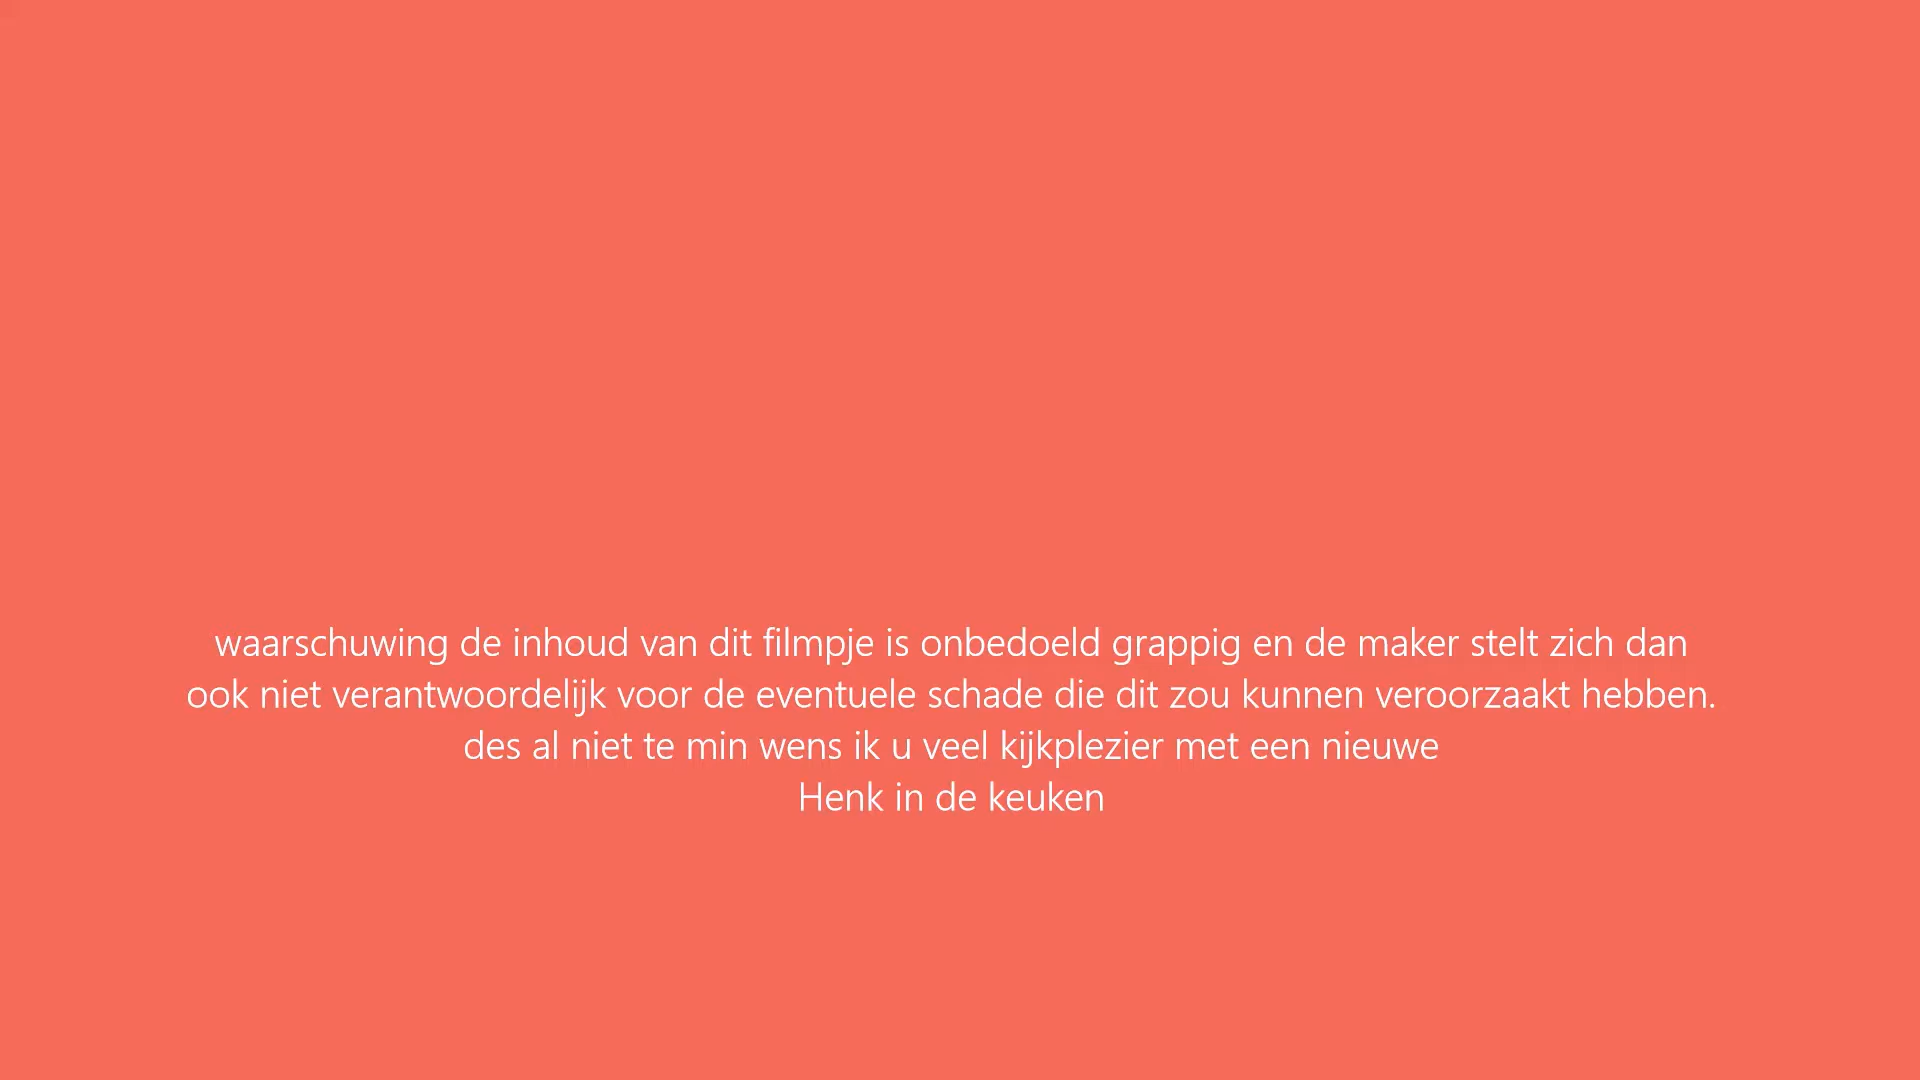 waarschuwing de inhoud van dit filmpje is onbedoeld grappig en de maker stelt zich dan
ook niet verantwoordelijk voor de eventuele schade die dit zou kunnen veroorzaakt hebben.
des al niet te min wens ik u veel kijkplezier met een nieuwe
Henk in de keuken